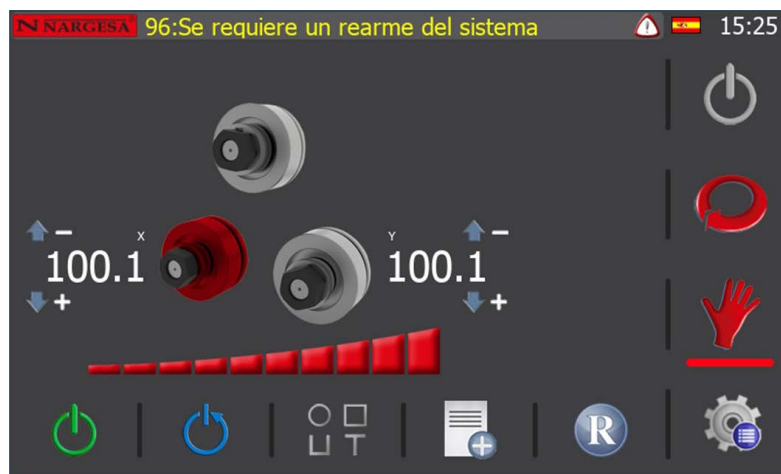 N NARGESA 96:Se requiere un rearme del sistema 15:25
X
100.1
Y
100.1
R